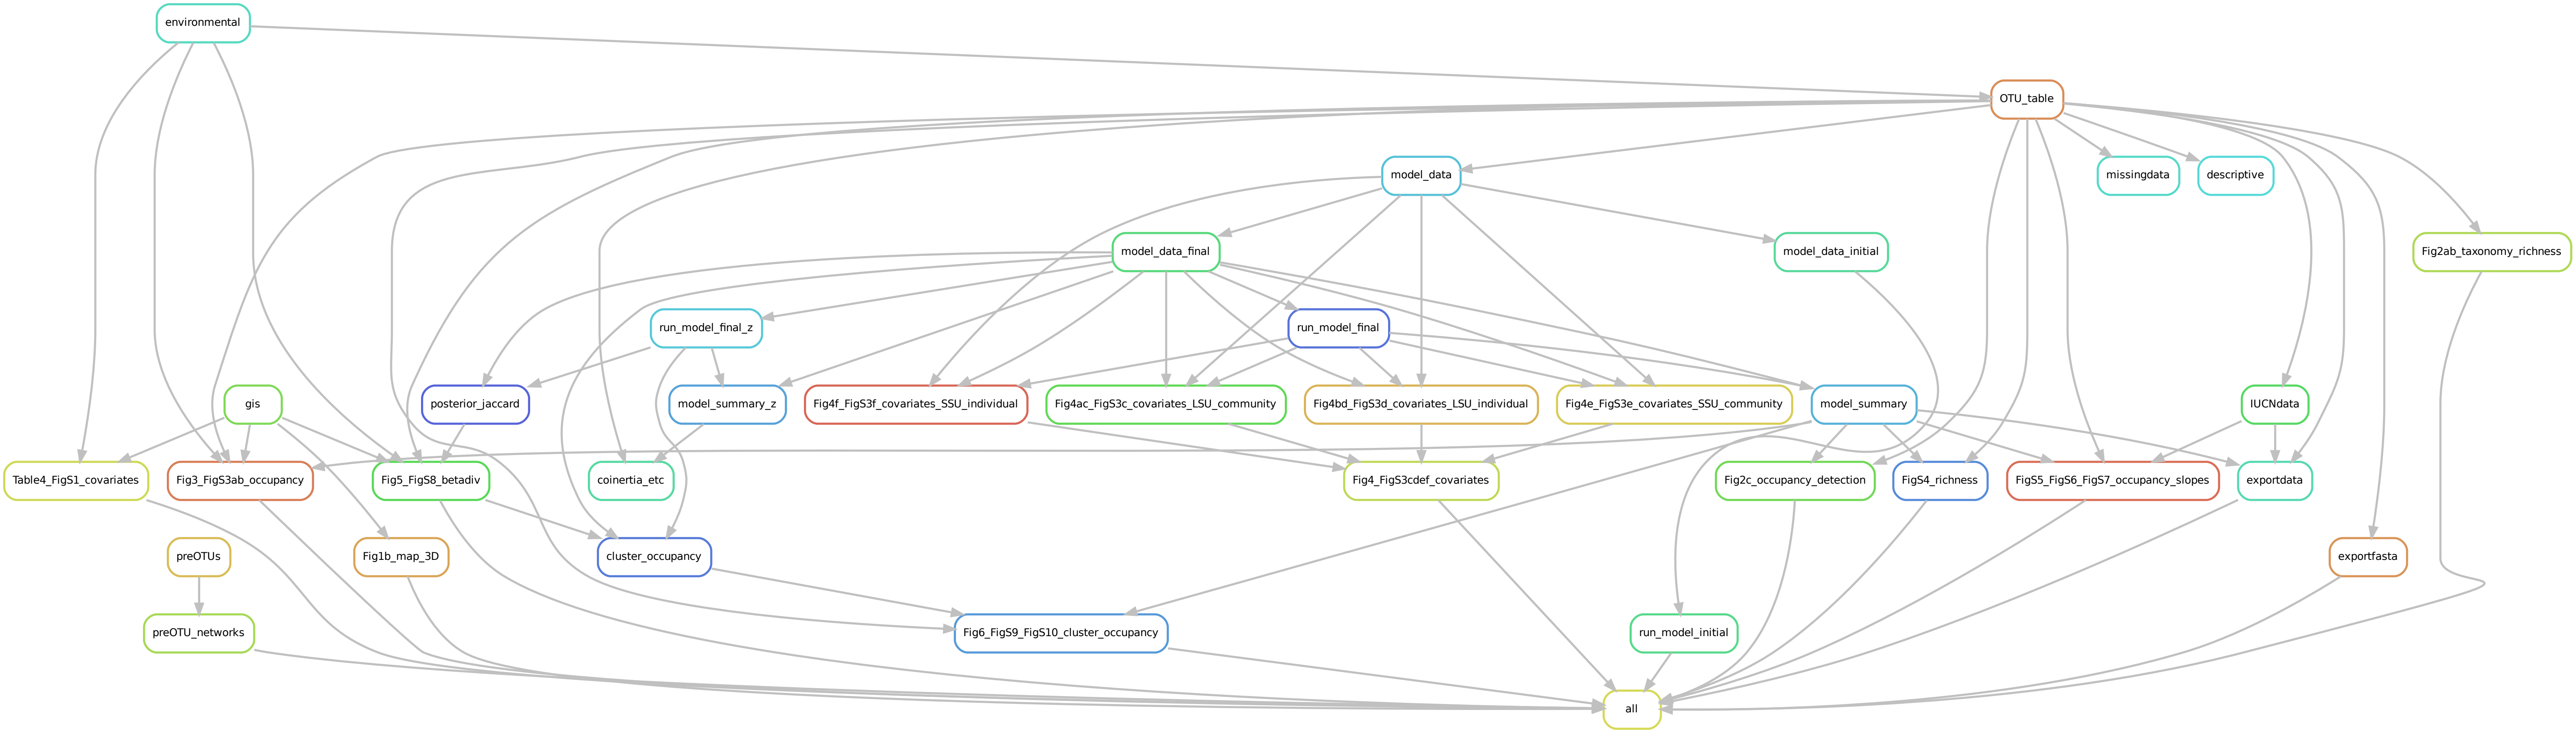 environmental
OTU_table
model_data
missingdata
descriptive
model_data_final
model_data_initial
Fig2ab_taxonomy_richness
run_model_final_z
run_model_final
gis
posterior_jaccard
model_summary_z
Fig4f_FigS3f_covariates_SSU_individual
Fig4ac_FigS3c_covariates_LSU_community
Fig4bd_FigS3d_covariates_LSU_individual
Fig4e_FigS3e_covariates_SSU_community
model_summary
IUCNdata
Table4_FigS1_covariates
Fig3_FigS3ab_occupancy
Fig5_FigS8_betadiv
coinertia_etc
Fig4_FigS3cdef_covariates
Fig2c_occupancy_detection
FigS4_richness
FigS5_FigS6_FigS7_occupancy_slopes
exportdata
preOTUs
Fig1b_map_3D
cluster_occupancy
exportfasta
preOTU_networks
Fig6_FigS9_FigS10_cluster_occupancy
run_model_initial
all